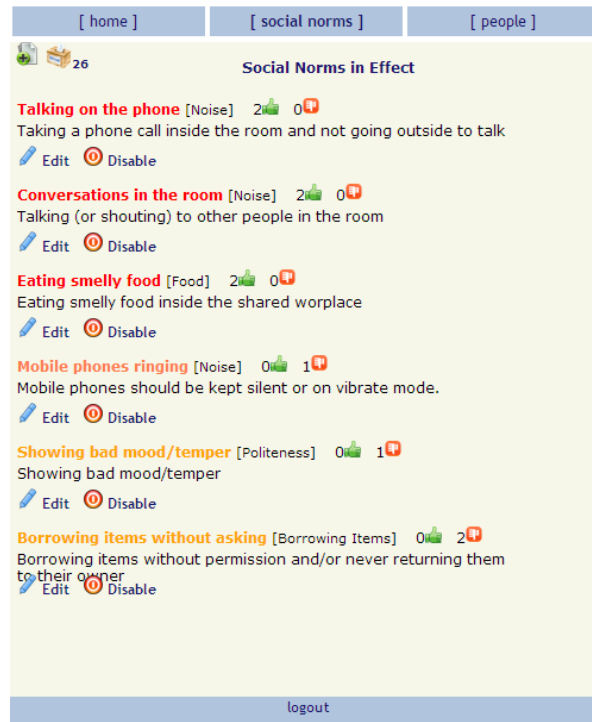 [ home ] [ social norms ] [ people ]
26
Social Norms in Effect
Talking on the phone [Noise] 2 0
Taking a phone call inside the room and not going outside to talk
Edit Disable
Conversations in the room [Noise] 2 0
Talking (or shouting) to other people in the room
Edit Disable
Eating smelly food [Food] 2 0
Eating smelly food inside the shared worplace
Edit Disable
Mobile phones ringing [Noise] 0 1
Mobile phones should be kept silent or on vibrate mode.
Edit Disable
Showing bad mood/temper [Politeness] 0 1
Showing bad mood/temper
Edit Disable
Borrowing items without asking [Borrowing Items] 0 2
Borrowing items without permission and/or never returning them
to their owner
Edit Disable
logout